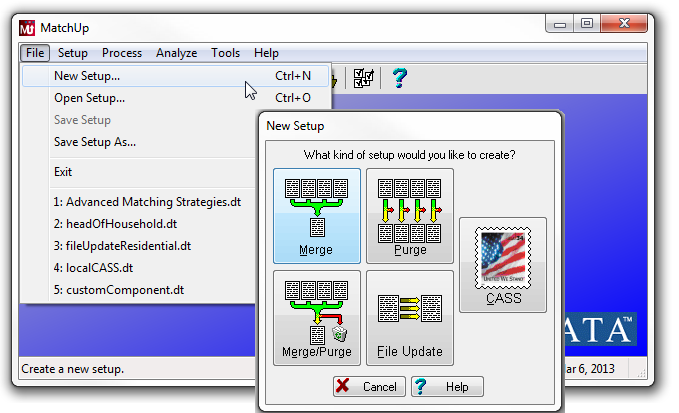 MatchUp
File Setup Process Analyze Tools Help
New Setup... Ctrl+N
Open Setup... Ctrl+O
Save Setup
Save Setup As...
Exit
1: Advanced Matching Strategies.dt
2: headOfHousehold.dt
3: fileUpdateResidential.dt
4: localCASS.dt
5: customComponent.dt
New Setup
What kind of setup would you like to create?
Merge
Purge
UNITED WE STAND
CASS
Merge/Purge
File Update
Cancel
Help
ATA™
Create a new setup.
ar 6, 2013